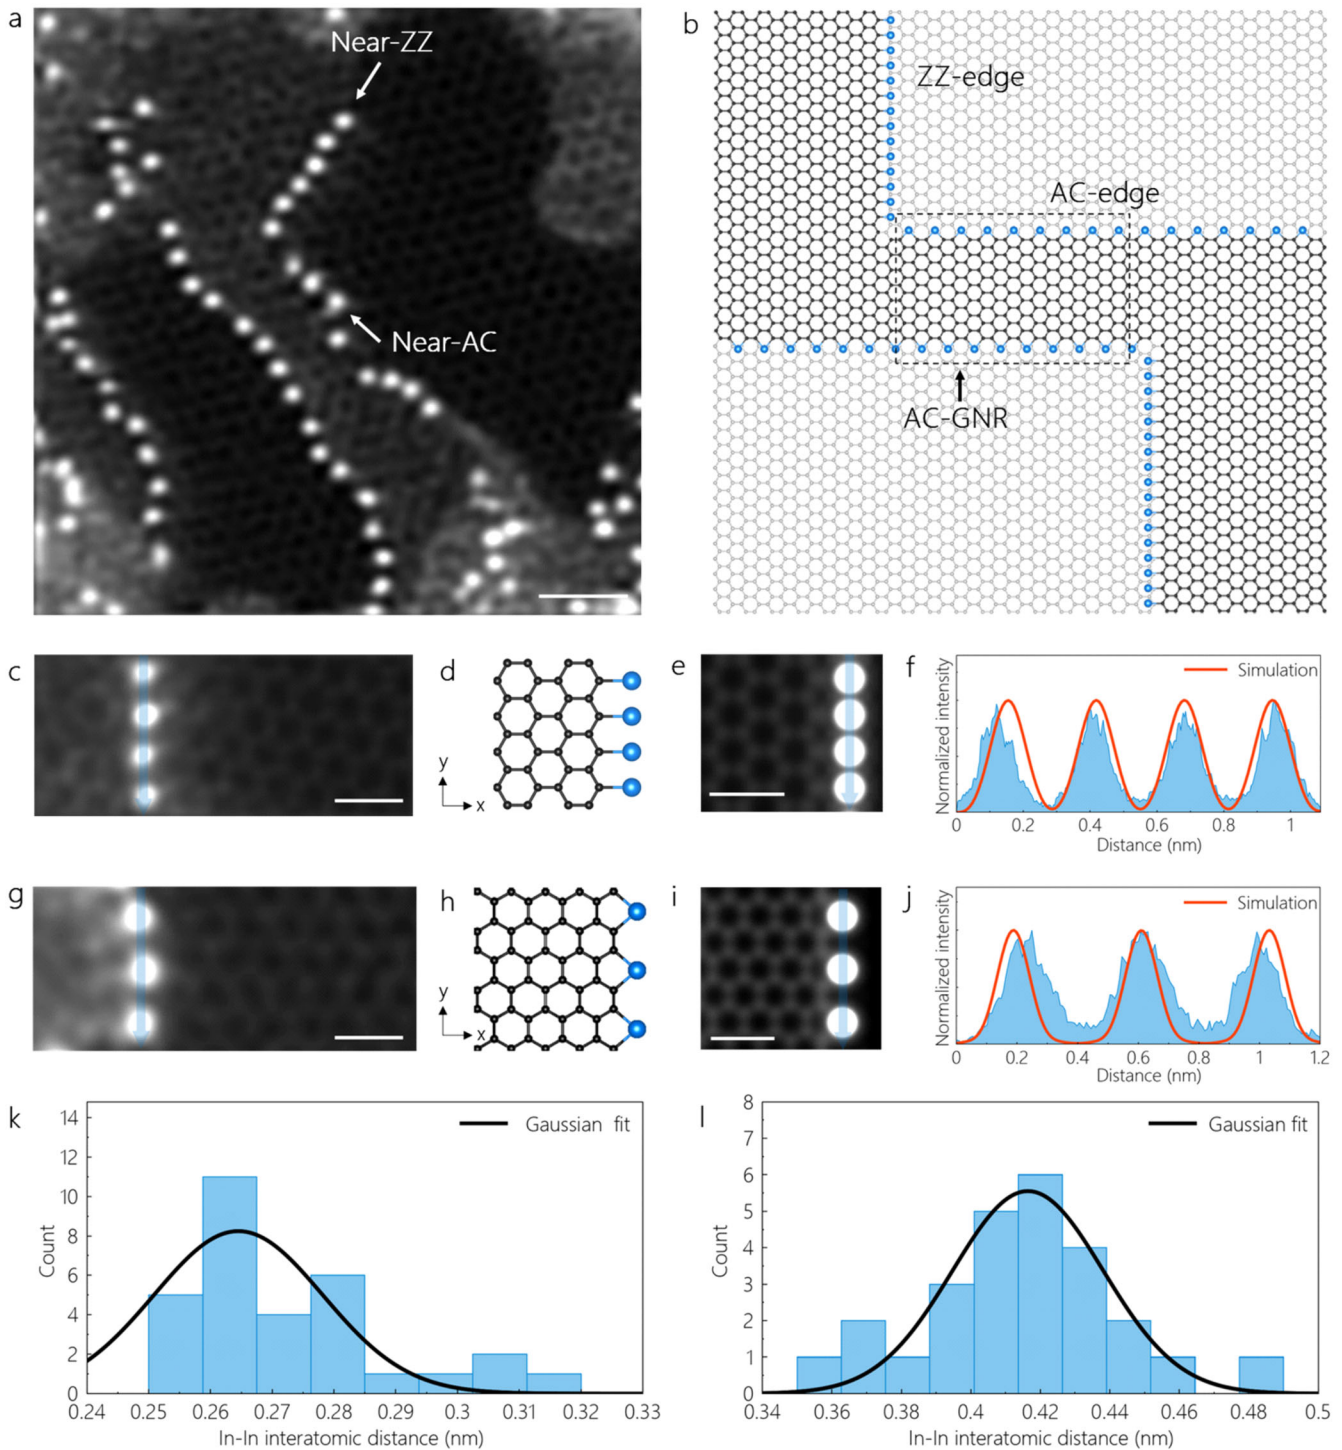 a
Near-ZZ
Near-AC
b
ZZ-edge
AC-edge
AC-GNR
c
d
y
x
e
f
Simulation
Normalized intensity
0 0.2 0.4 0.6 0.8 1
Distance (nm)
g
h
y
x
i
j
Simulation
Normalized intensity
0 0.2 0.4 0.6 0.8 1 1.2
Distance (nm)
k
Gaussian fit
Count
14
12
10
8
6
4
2
0
0.24 0.25 0.26 0.27 0.28 0.29 0.3 0.31 0.32 0.33
In-In interatomic distance (nm)
l
Gaussian fit
Count
8
7
6
5
4
3
2
1
0
0.34 0.36 0.38 0.40 0.42 0.44 0.46 0.48 0.5
In-In interatomic distance (nm)